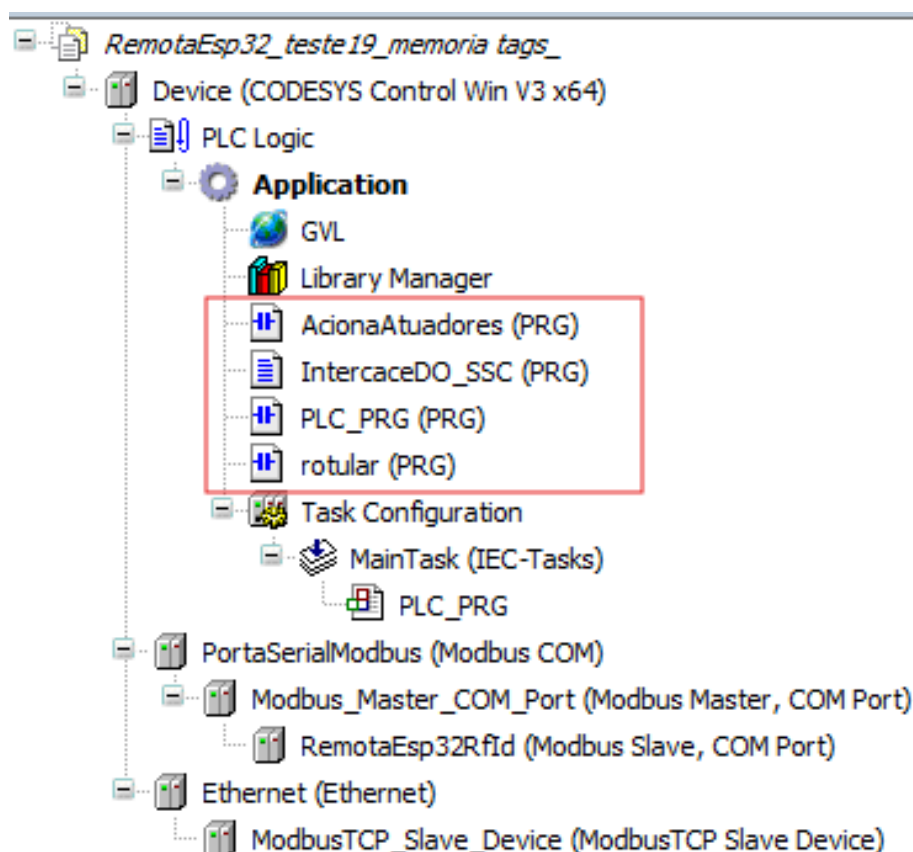 RemotaEsp32_teste19_memoria tags_
Device (CODESYS Control Win V3 x64)
PLC Logic
Application
GVL
Library Manager
AcionaAtuadores (PRG)
IntercaceDO_SSC (PRG)
PLC_PRG (PRG)
rotular (PRG)
Task Configuration
MainTask (IEC-Tasks)
PLC_PRG
PortaSerialModbus (Modbus COM)
Modbus_Master_COM_Port (Modbus Master, COM Port)
RemotaEsp32RfId (Modbus Slave, COM Port)
Ethernet (Ethernet)
ModbusTCP_Slave_Device (ModbusTCP Slave Device)